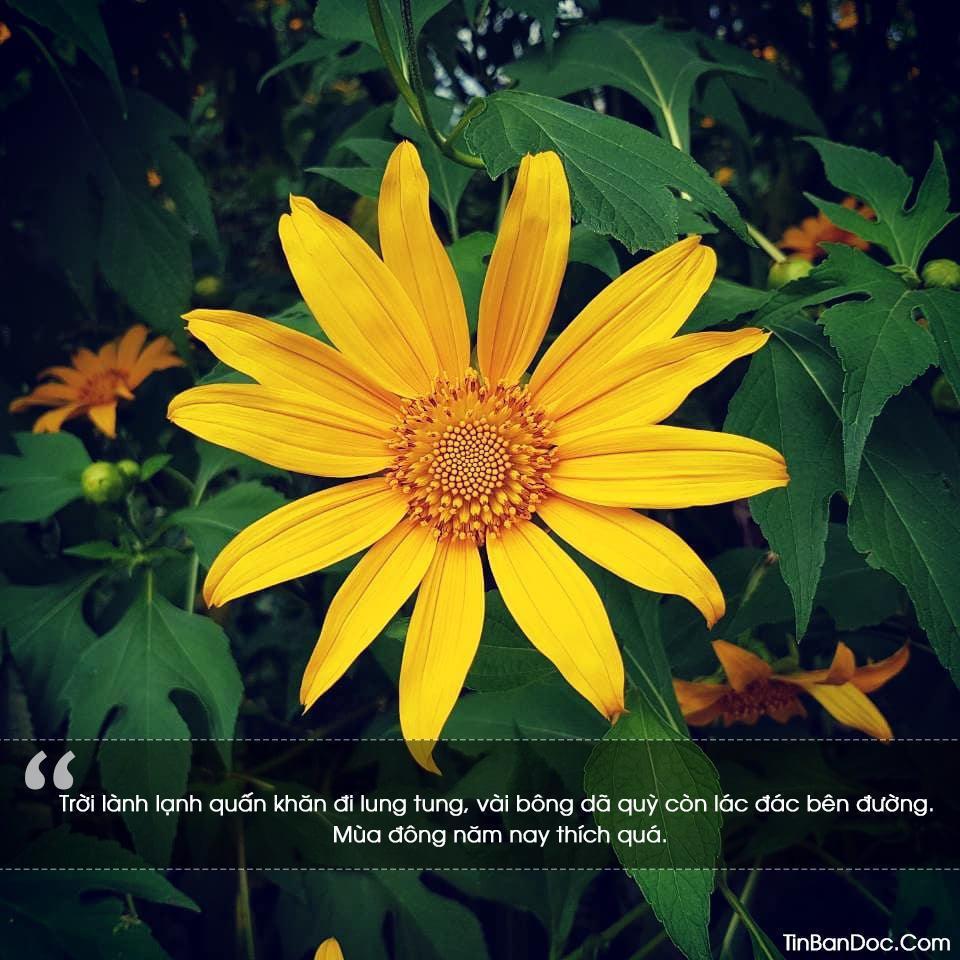 “
Trời lành lạnh quấn khăn đi lung tung, vài bông dã quỳ còn lác đác bên đường.
Mùa đông năm nay thích quá.
TinBanDoc.Com